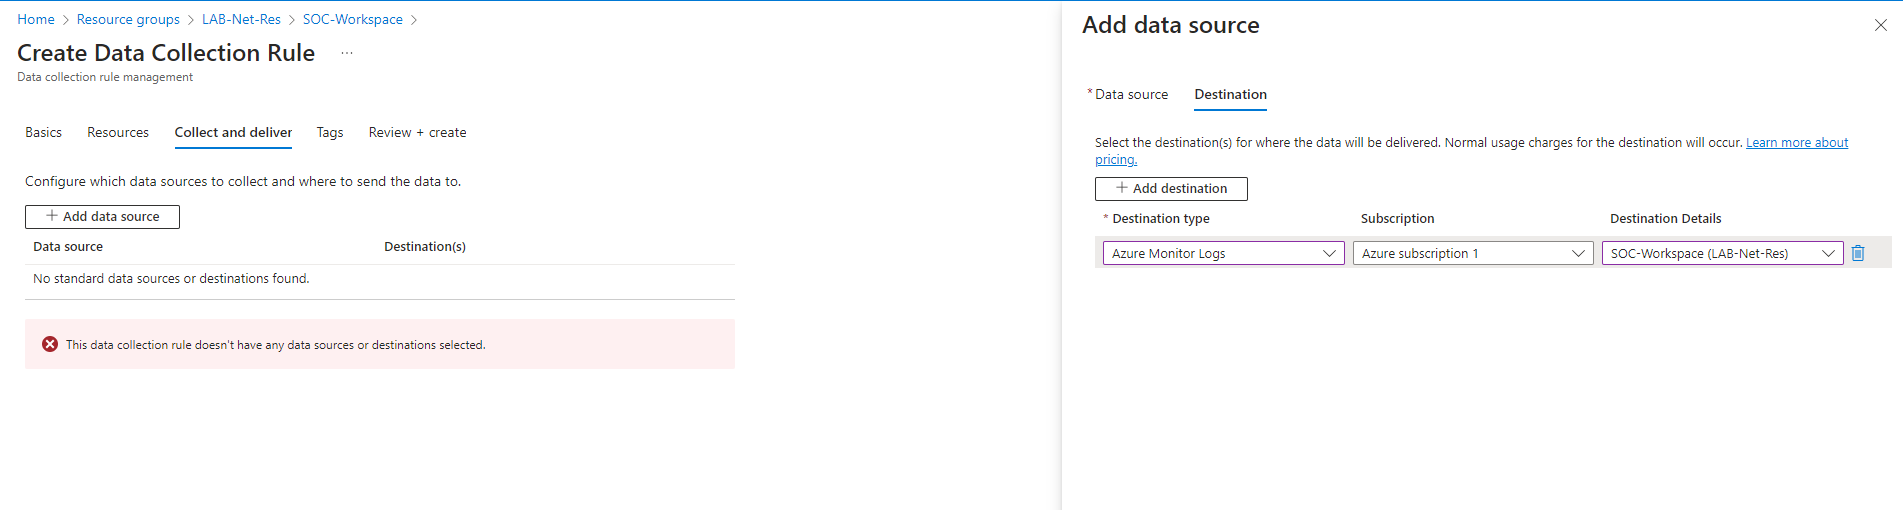 Home > Resource groups > LAB-Net-Res > SOC-Workspace >
Create Data Collection Rule ...
Data collection rule management
Basics Resources Collect and deliver Tags Review + create
Configure which data sources to collect and where to send the data to.
+ Add data source
Data source Destination(s)
No standard data sources or destinations found.
This data collection rule doesn't have any data sources or destinations selected.
Add data source
* Data source Destination
Select the destination(s) for where the data will be delivered. Normal usage charges for the destination will occur. Learn more about
pricing.
+ Add destination
* Destination type Subscription Destination Details
Azure Monitor Logs Azure subscription 1 SOC-Workspace (LAB-Net-Res)